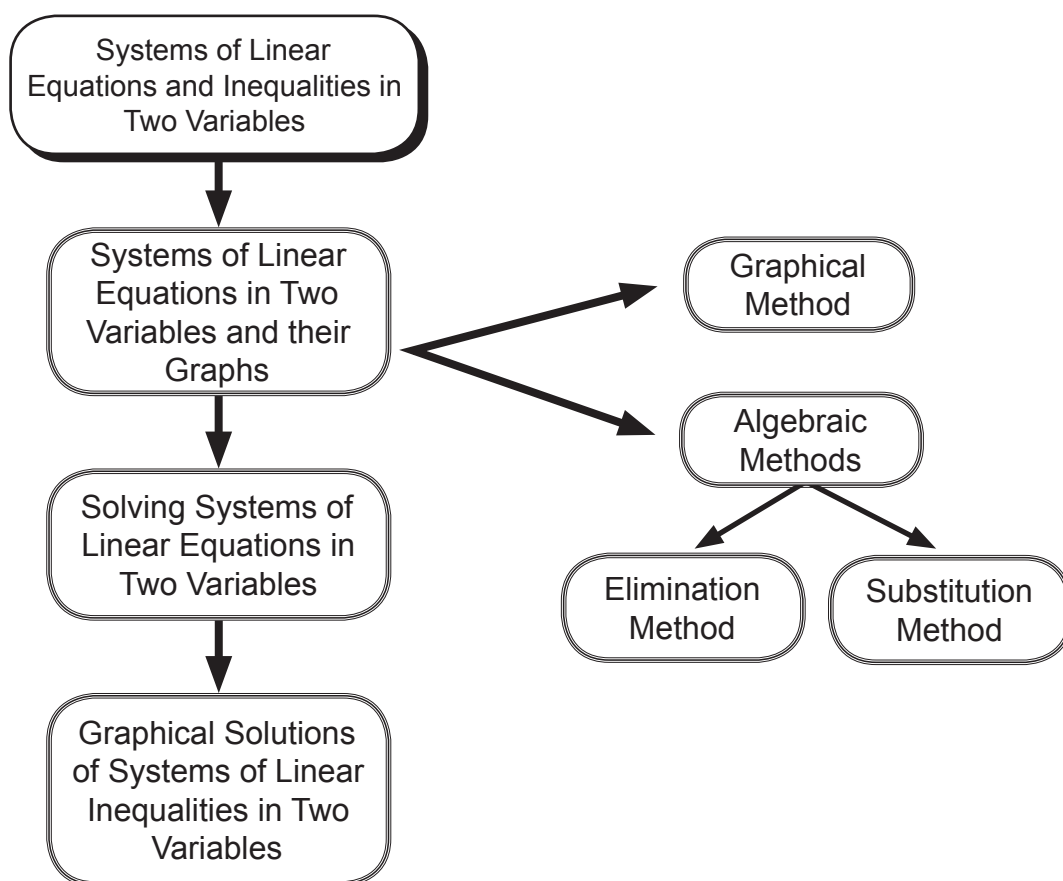 Systems of Linear
Equations and Inequalities in
Two Variables
Systems of Linear
Equations in Two
Variables and their
Graphs
Graphical
Method
Algebraic
Methods
Solving Systems of
Linear Equations in
Two Variables
Elimination
Method
Substitution
Method
Graphical Solutions
of Systems of Linear
Inequalities in Two
Variables